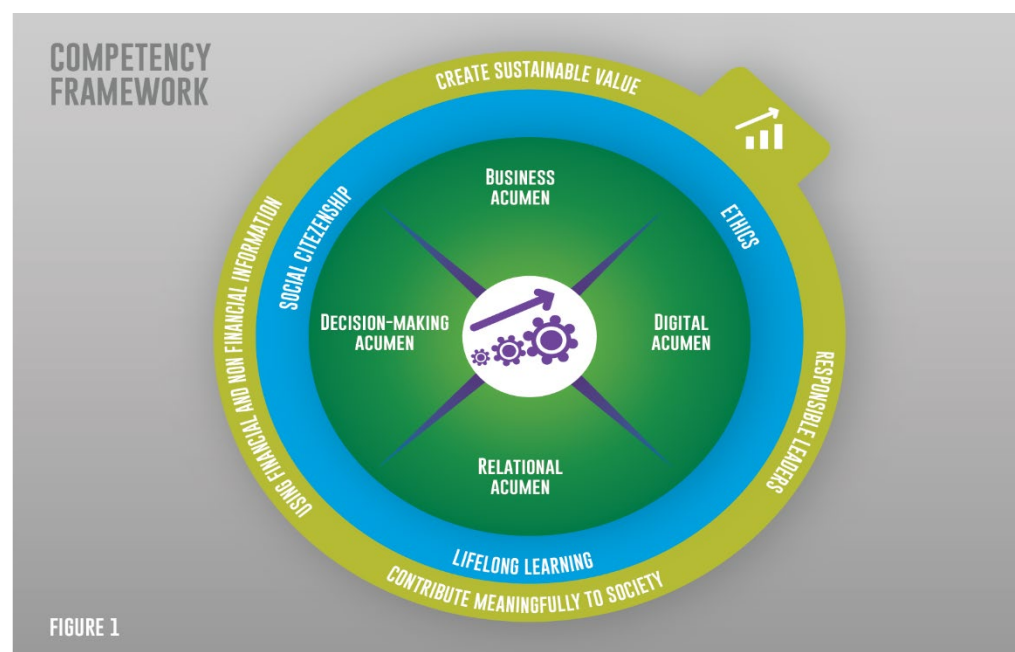 COMPETENCY
FRAMEWORK
CREATE SUSTAINABLE VALUE
USING FINANCIAL AND NON FINANCIAL INFORMATION
RESPONSIBLE LEADERS
CONTRIBUTE MEANINGFULLY TO SOCIETY
SOCIAL CITEZENSHIP
ETHICS
LIFELONG LEARNING
BUSINESS
ACUMEN
DECISION-MAKING
ACUMEN
DIGITAL
ACUMEN
RELATIONAL
ACUMEN
FIGURE 1